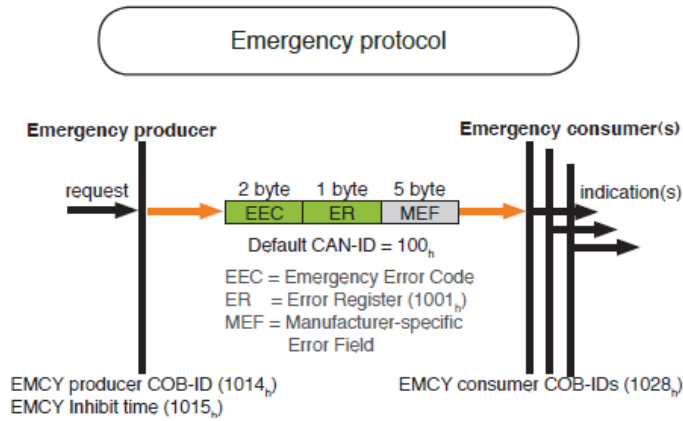 Emergency protocol
Emergency producer
Emergency consumer(s)
request
2 byte 1 byte 5 byte
indication(s)
EEC ER MEF
Default CAN-ID = 100h
EEC = Emergency Error Code
ER = Error Register (1001h)
MEF = Manufacturer-specific
Error Field
EMCY producer COB-ID (1014h)
EMCY consumer COB-IDs (1028h)
EMCY Inhibit time (1015h)